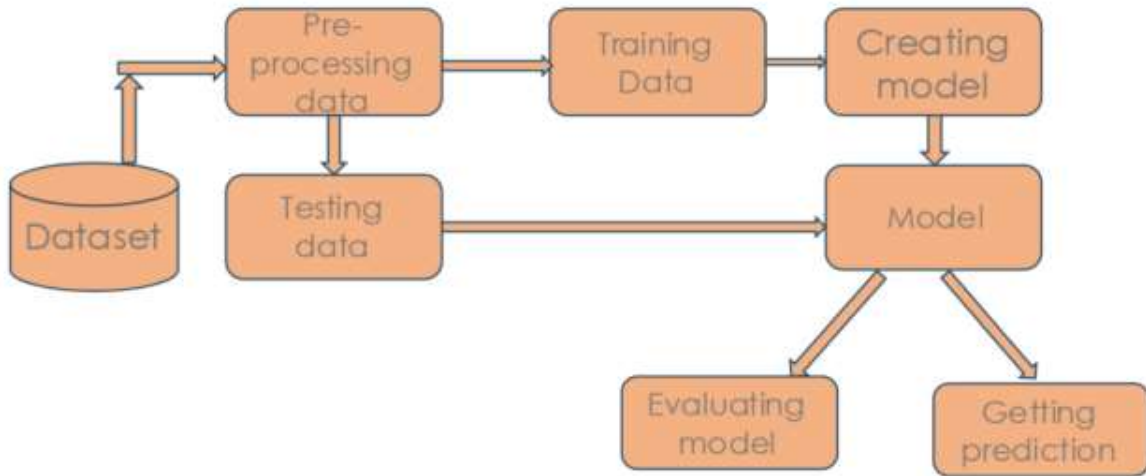 Pre-
processing
data
Training
Data
Creating
model
Dataset
Testing
data
Model
Evaluating
model
Getting
prediction